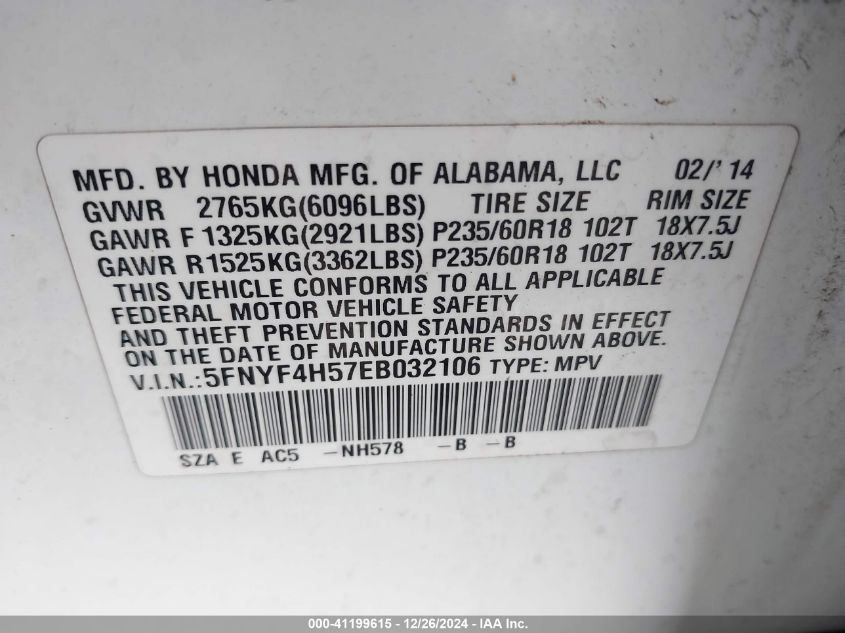 MFD. BY HONDA MFG. OF ALABAMA, LLC 02/' 14
GVWR 2765KG(6096LBS) TIRE SIZE RIM SIZE
GAWR F 1325KG(2921LBS) P235/60R18 102T 18X7.5J
GAWR R1525KG(3362LBS) P235/60R18 102T 18X7.5J
THIS VEHICLE CONFORMS TO ALL APPLICABLE
FEDERAL MOTOR VEHICLE SAFETY
AND THEFT PREVENTION STANDARDS IN EFFECT
ON THE DATE OF MANUFACTURE SHOWN ABOVE.
V.I.N.:5FNYF4H57EB032106 TYPE: MPV
SZA E AC5 -NH578 -B -B
000-41199615 - 12/26/2024 - IAA Inc.